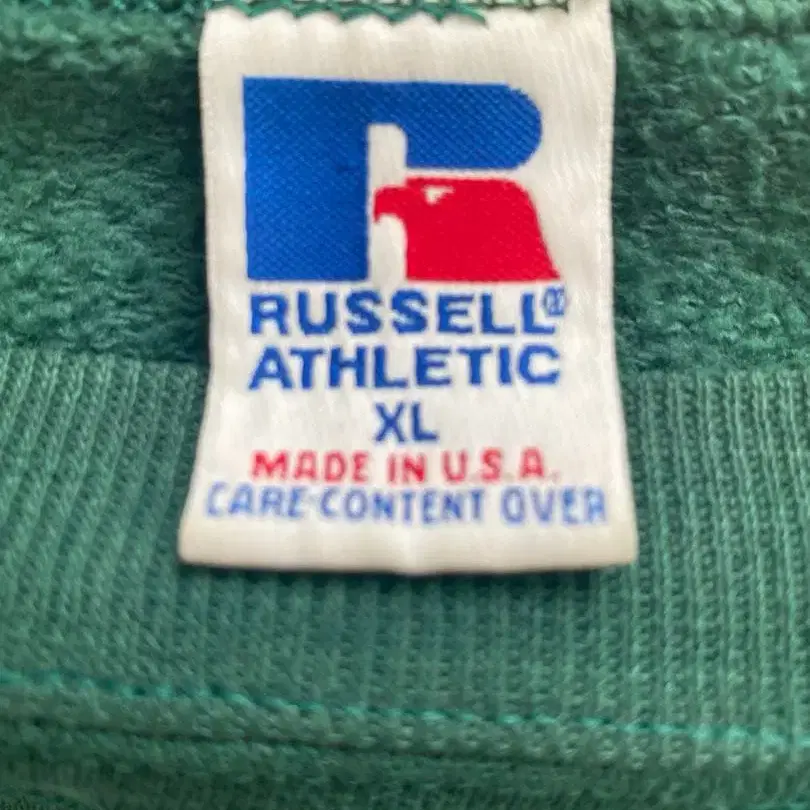 RUSSELL®
ATHLETIC
XL
MADE IN U.S.A.
CARE-CONTENT OVER